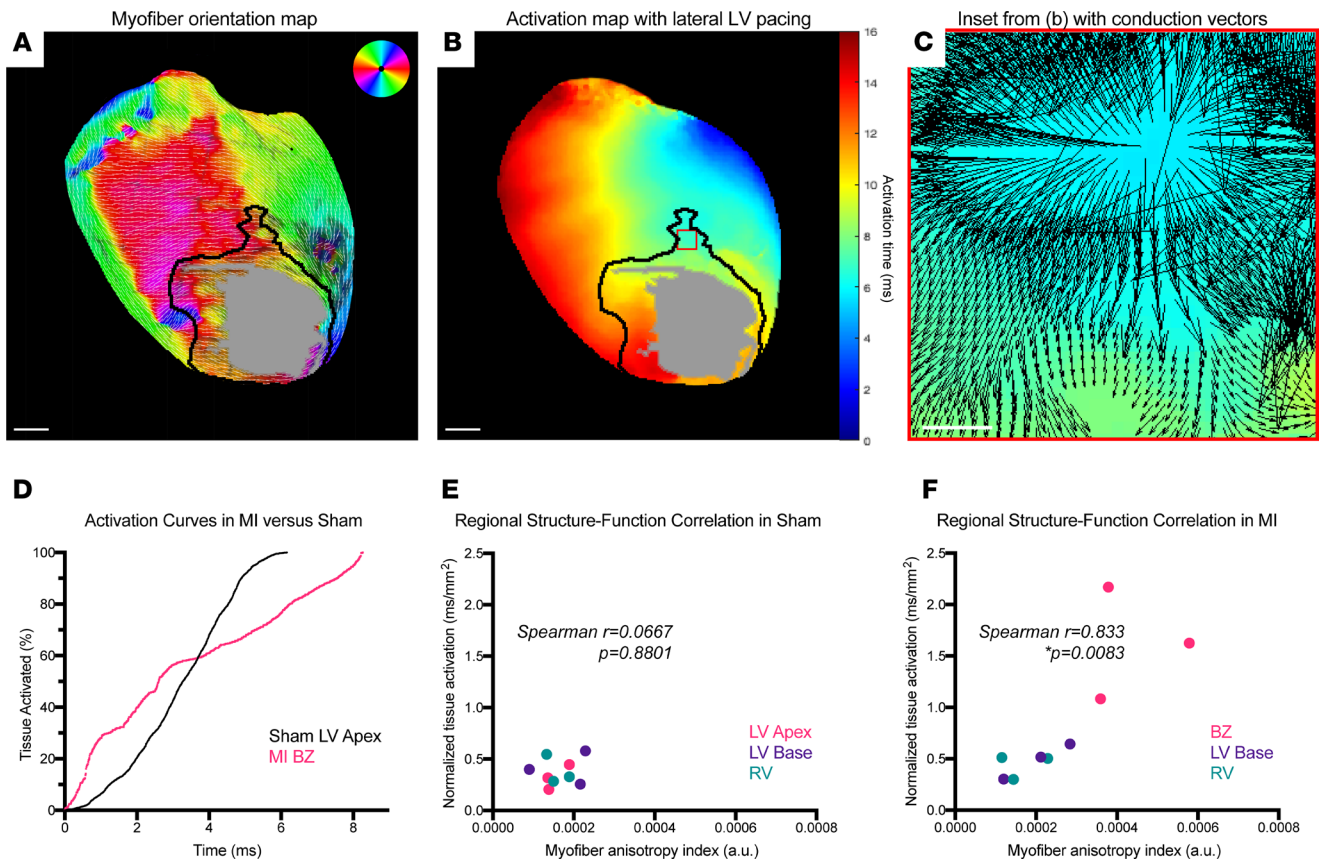 Myofiber orientation map
Activation map with lateral LV pacing
Inset from (b) with conduction vectors
A
B
C
16
14
12
10
8
6
4
2
0
Activation time (ms)
D
E
F
Activation Curves in MI versus Sham
Regional Structure-Function Correlation in Sham
Regional Structure-Function Correlation in MI
Tissue Activated (%)
100
80
60
40
20
0
0
2
4
6
8
Time (ms)
Sham LV Apex
MI BZ
Normalized tissue activation (ms/mm²)
2.5
2.0
1.5
1.0
0.5
0.0
0.0000
0.0002
0.0004
0.0006
0.0008
Myofiber anisotropy index (a.u.)
Spearman r=0.0667
p=0.8801
LV Apex
LV Base
RV
Normalized tissue activation (ms/mm²)
2.5
2.0
1.5
1.0
0.5
0.0
0.0000
0.0002
0.0004
0.0006
0.0008
Myofiber anisotropy index (a.u.)
Spearman r=0.833
*p=0.0083
BZ
LV Base
RV